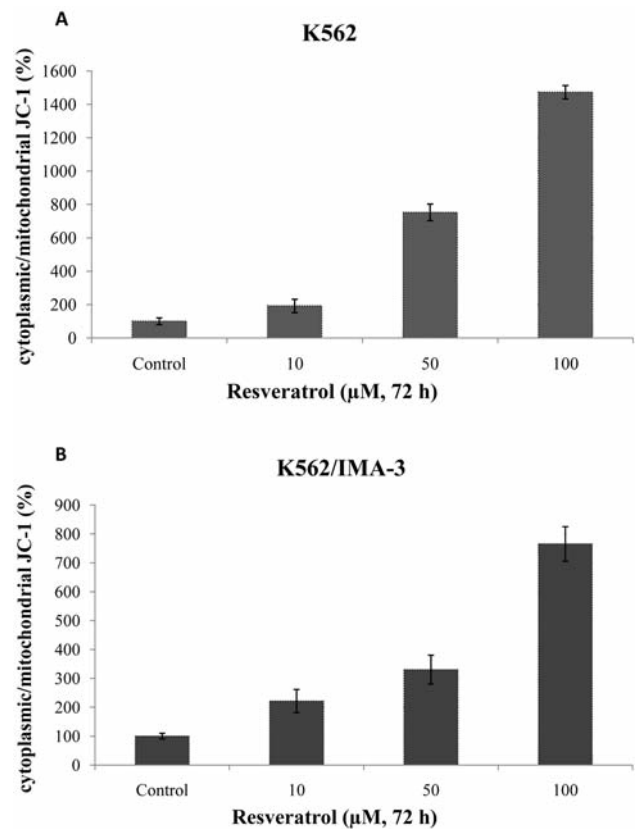 A
K562
cytoplasmic/mitochondrial JC-1 (%)
1600
1400
1200
1000
800
600
400
200
0
Control 10 50 100
Resveratrol (µM, 72 h)
B
K562/IMA-3
cytoplasmic/mitochondrial JC-1 (%)
900
800
700
600
500
400
300
200
100
0
Control 10 50 100
Resveratrol (µM, 72 h)